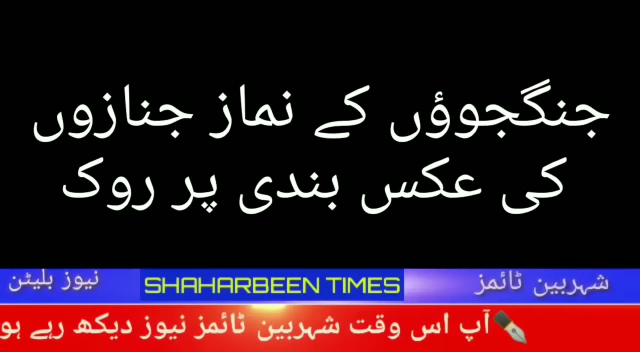 جنگجوؤں کے نماز جنازوں
کی عکس بندی پر روک
شہربین ٹائمز SHAHARBEEN TIMES نیوز بلیٹن
آپ اس وقت شہربین ٹائمز نیوز دیکھ رہے ہو